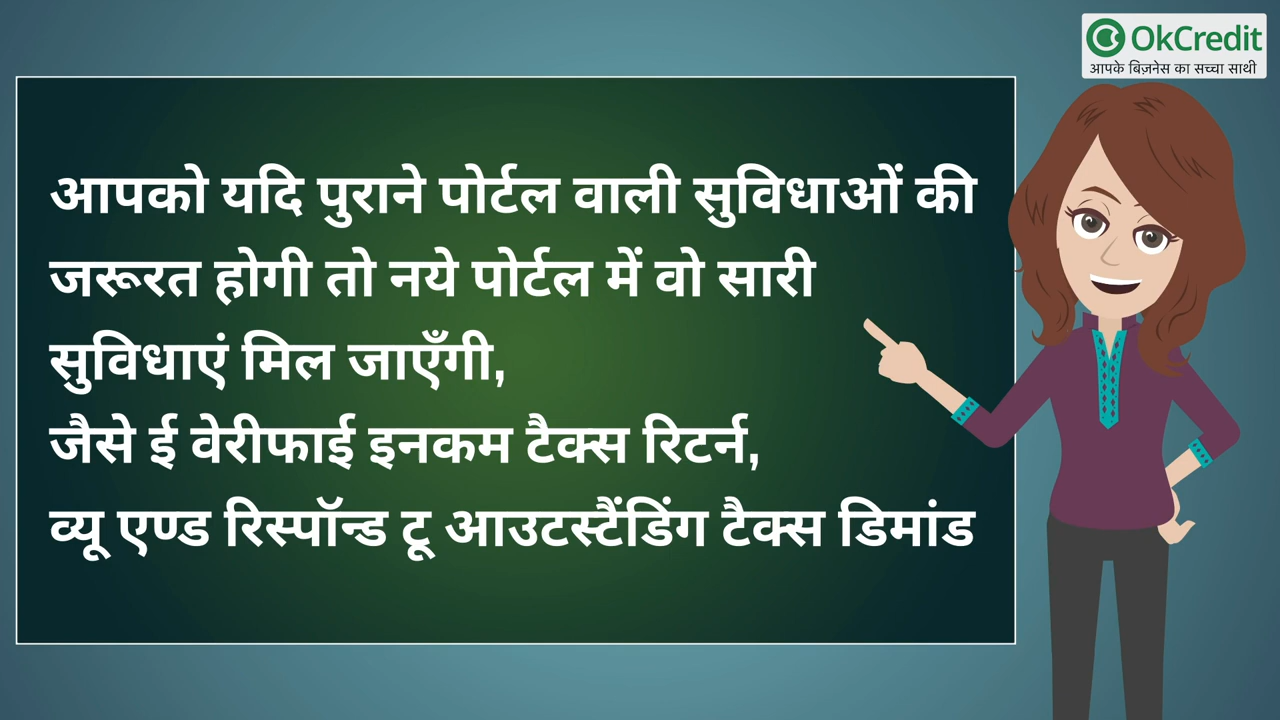 OkCredit
आपके बिज़नेस का सच्चा साथी
आपको यदि पुराने पोर्टल वाली सुविधाओं की
जरूरत होगी तो नये पोर्टल में वो सारी
सुविधाएं मिल जाएँगी,
जैसे ई वेरीफाई इनकम टैक्स रिटर्न,
व्यू एण्ड रिस्पॉन्ड टू आउटस्टैंडिंग टैक्स डिमांड